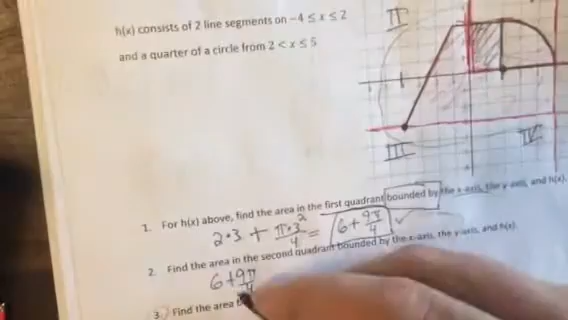 h(x) consists of 2 line segments on −4 ≤ x ≤ 2
and a quarter of a circle from 2 < x ≤ 5
II
III
IV
1. For h(x) above, find the area in the first quadrant bounded by the x-axis, the y-axis, and h(x).
2•3 + π•3²/4 = 6 + 9π/4 ✓
2. Find the area in the second quadrant bounded by the x-axis, the y-axis, and h(x).
6+9π/4
3. Find the area